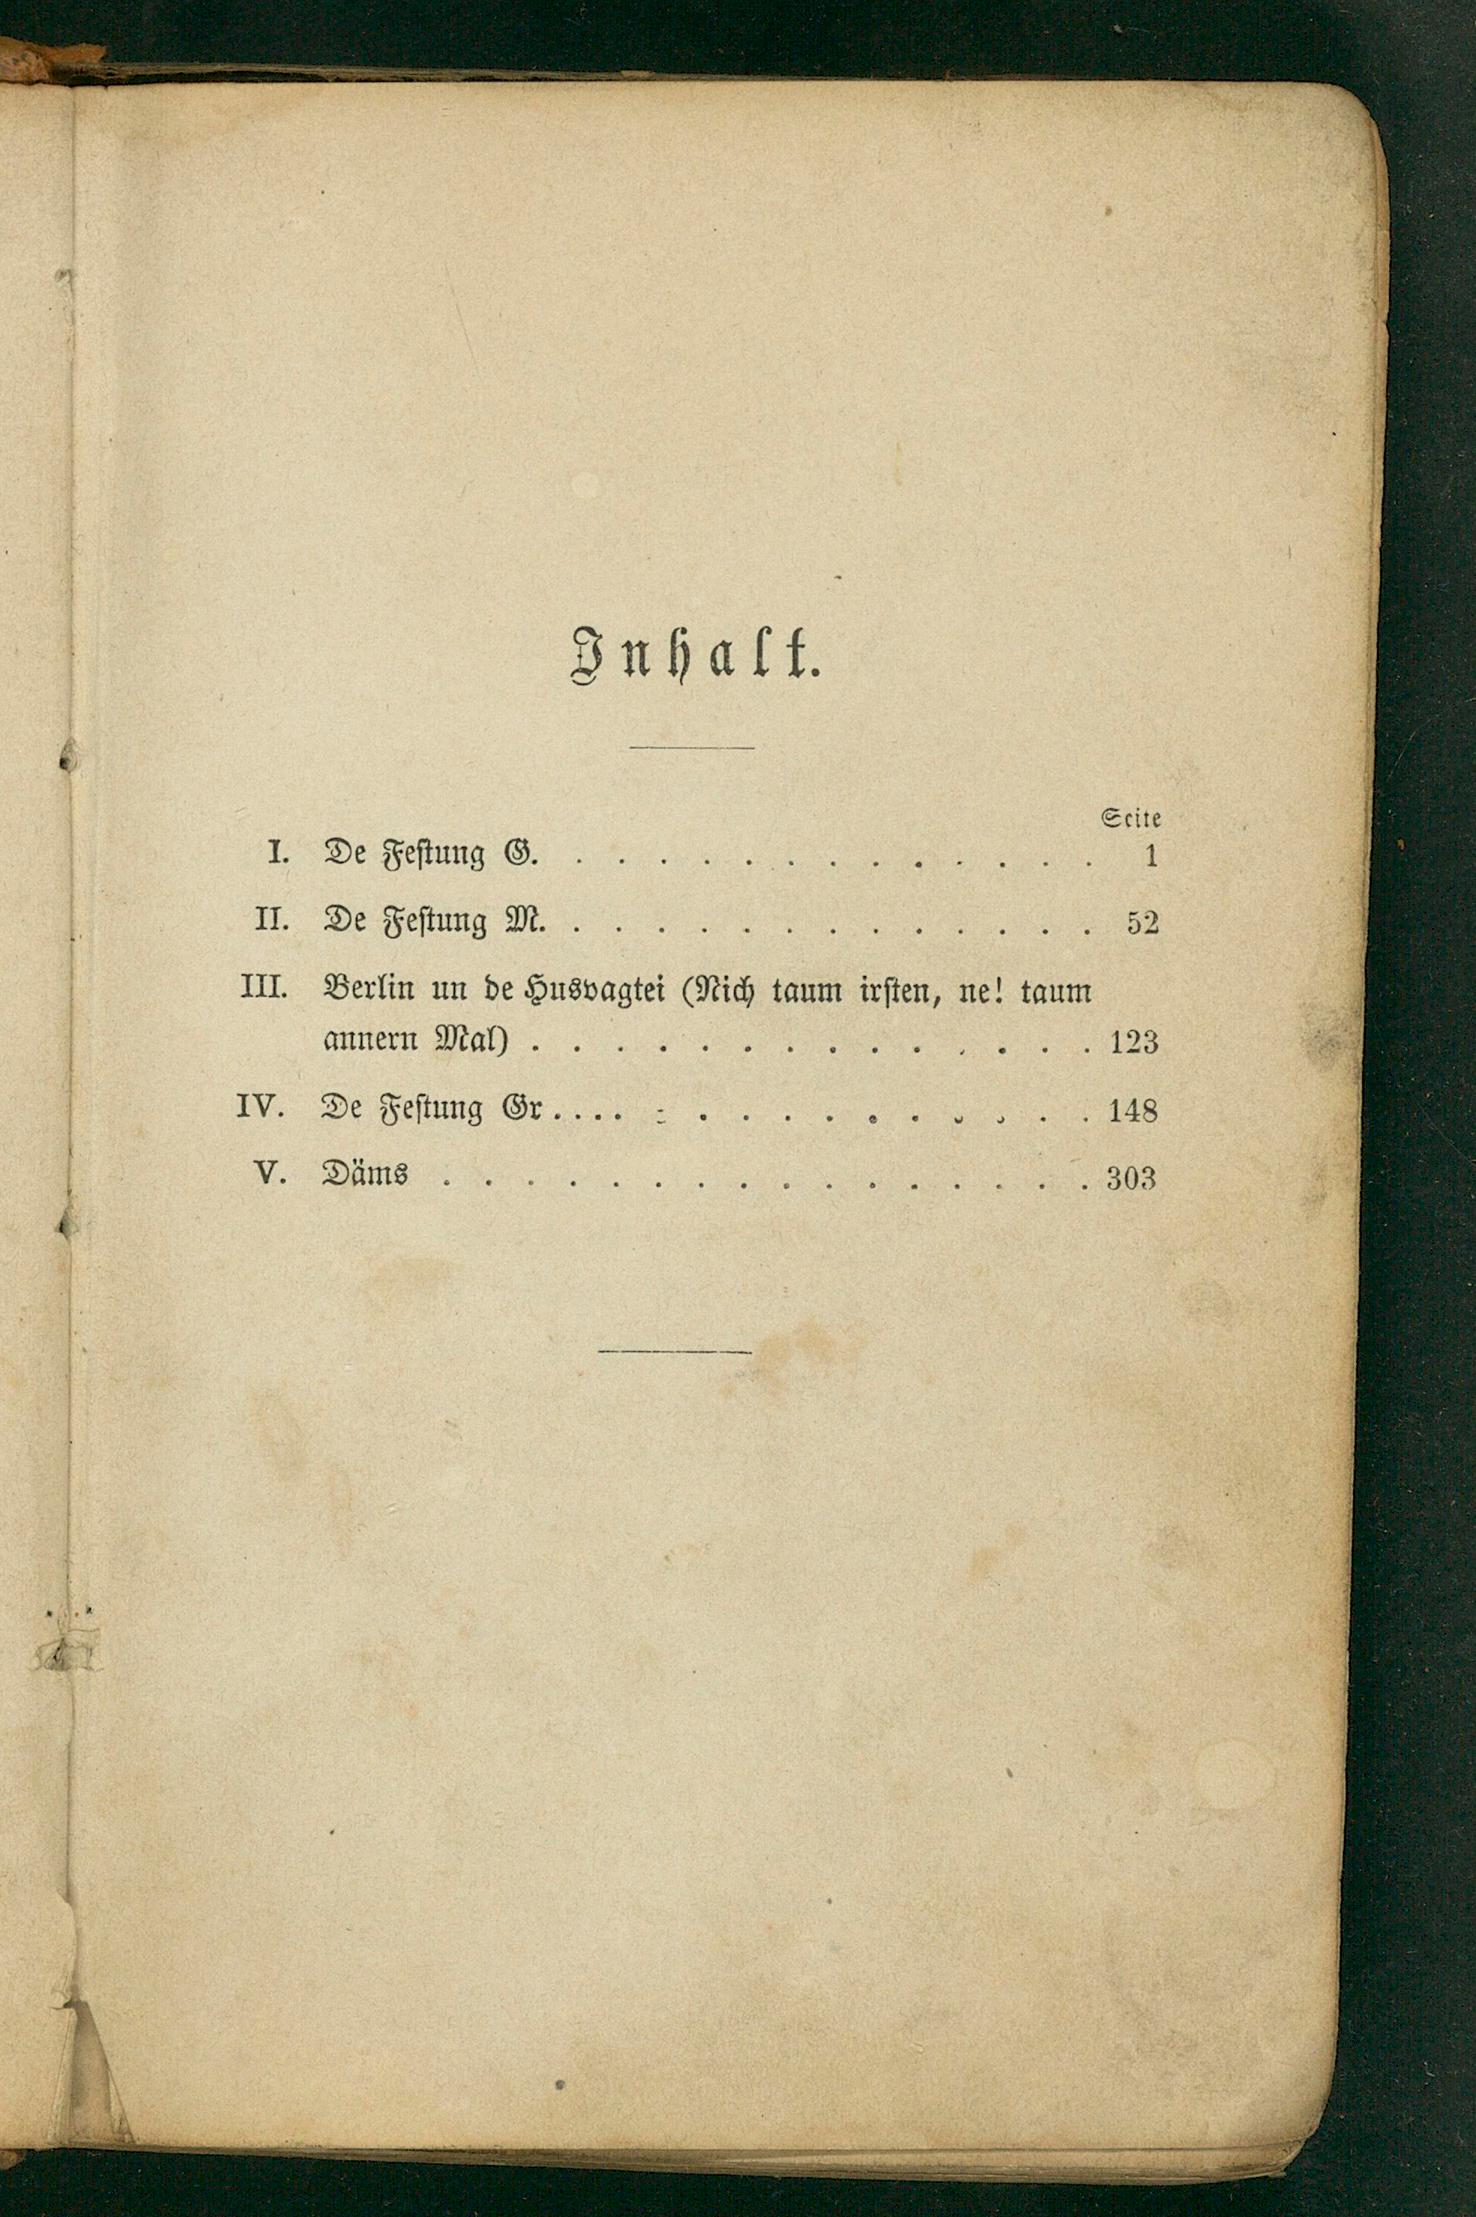 Inhalt.
Seite
I. De Feſtung G. . . . . . . . . . . . . . 1
II. De Feſtung M. . . . . . . . . . . . . . 52
III. Berlin un de Husvagtei (Nich taum irſten, ne! taum
annern Mal) . . . . . . . . . . . . . . 123
IV. De Feſtung Gr.... . . . . . . . . . . . 148
V. Däms . . . . . . . . . . . . . . . . 303